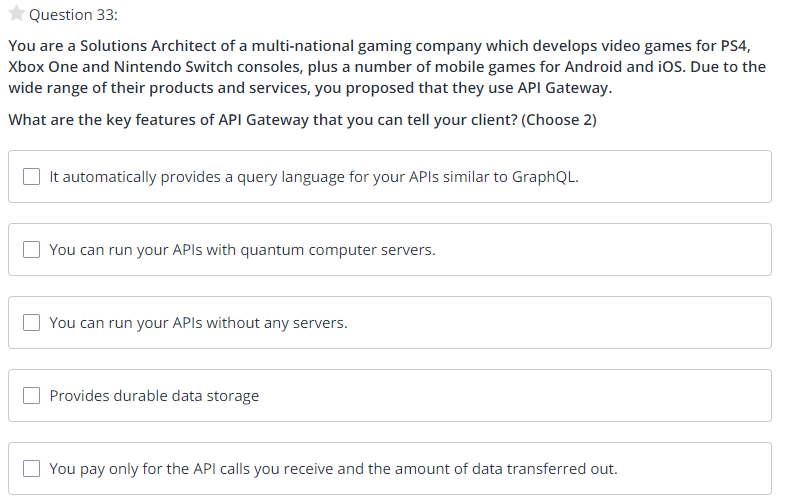 Question 33:
You are a Solutions Architect of a multi-national gaming company which develops video games for PS4,
Xbox One and Nintendo Switch consoles, plus a number of mobile games for Android and iOS. Due to the
wide range of their products and services, you proposed that they use API Gateway.
What are the key features of API Gateway that you can tell your client? (Choose 2)
It automatically provides a query language for your APIs similar to GraphQL.
You can run your APIs with quantum computer servers.
You can run your APIs without any servers.
Provides durable data storage
You pay only for the API calls you receive and the amount of data transferred out.